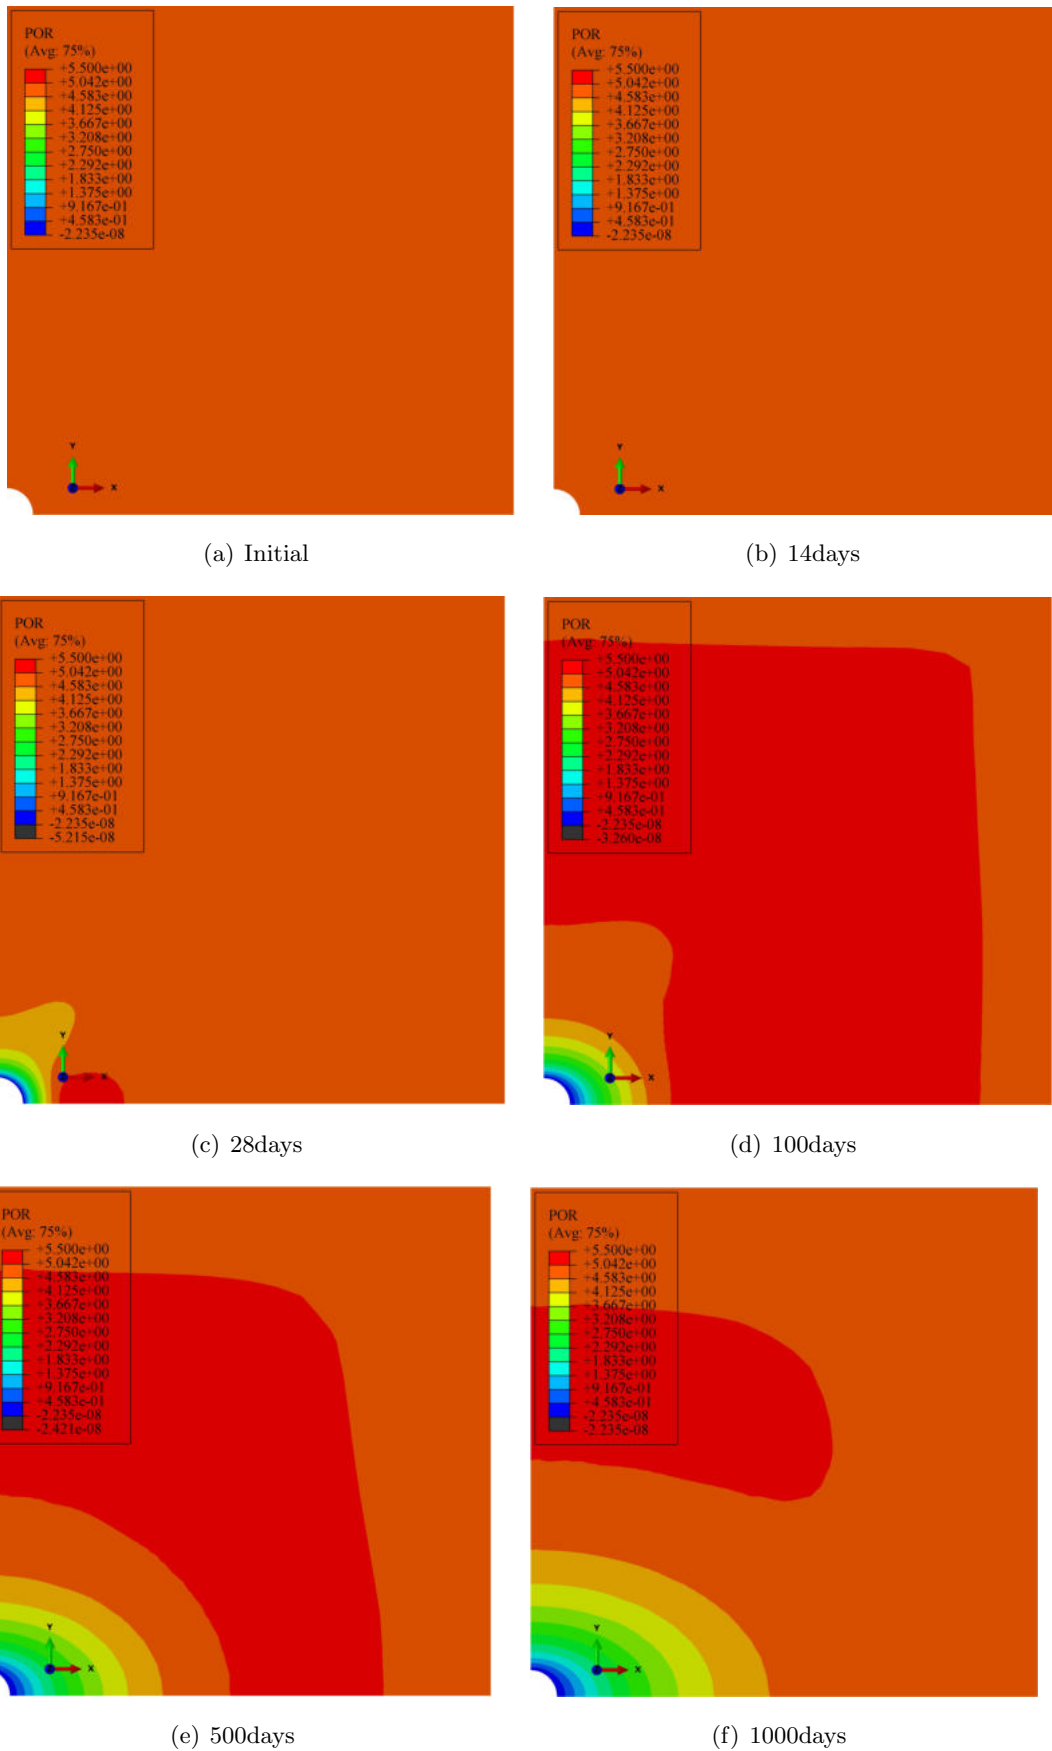 POR
(Avg: 75%)
+5.500e+00
+5.042e+00
+4.583e+00
+4.125e+00
+3.667e+00
+3.208e+00
+2.750e+00
+2.292e+00
+1.833e+00
+1.375e+00
+9.167e-01
+4.583e-01
-2.235e-08
Y
X
(a) Initial
POR
(Avg: 75%)
+5.500e+00
+5.042e+00
+4.583e+00
+4.125e+00
+3.667e+00
+3.208e+00
+2.750e+00
+2.292e+00
+1.833e+00
+1.375e+00
+9.167e-01
+4.583e-01
-2.235e-08
Y
X
(b) 14days
POR
(Avg: 75%)
+5.500e+00
+5.042e+00
+4.583e+00
+4.125e+00
+3.667e+00
+3.208e+00
+2.750e+00
+2.292e+00
+1.833e+00
+1.375e+00
+9.167e-01
+4.583e-01
-2.235e-08
-5.215e-08
Y
X
(c) 28days
POR
(Avg: 75%)
+5.500e+00
+5.042e+00
+4.583e+00
+4.125e+00
+3.667e+00
+3.208e+00
+2.750e+00
+2.292e+00
+1.833e+00
+1.375e+00
+9.167e-01
+4.583e-01
-2.235e-08
-3.260e-08
Y
X
(d) 100days
POR
(Avg: 75%)
+5.500e+00
+5.042e+00
+4.583e+00
+4.125e+00
+3.667e+00
+3.208e+00
+2.750e+00
+2.292e+00
+1.833e+00
+1.375e+00
+9.167e-01
+4.583e-01
-2.235e-08
-2.421e-08
Y
X
(e) 500days
POR
(Avg: 75%)
+5.500e+00
+5.042e+00
+4.583e+00
+4.125e+00
+3.667e+00
+3.208e+00
+2.750e+00
+2.292e+00
+1.833e+00
+1.375e+00
+9.167e-01
+4.583e-01
-2.235e-08
-2.235e-08
Y
X
(f) 1000days